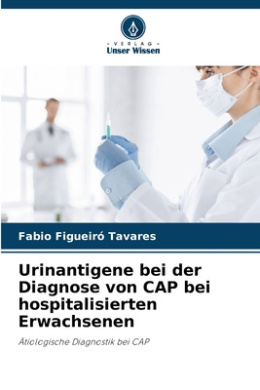 VERLAG
Unser Wissen
Fabio Figueiró Tavares
Urinantigene bei der
Diagnose von CAP bei
hospitalisierten
Erwachsenen
Ätiologische Diagnostik bei CAP